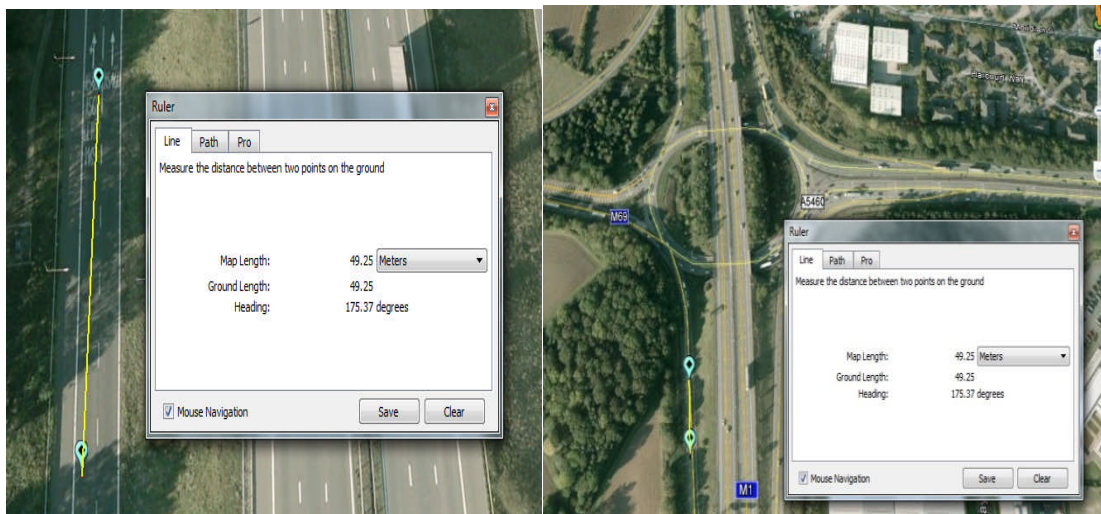 Ruler
Line Path Pro
Measure the distance between two points on the ground
Map Length: 49.25 Meters
Ground Length: 49.25
Heading: 175.37 degrees
Mouse Navigation Save Clear
M69
A5460
M1
Ruler
Line Path Pro
Measure the distance between two points on the ground
Map Length: 49.25 Meters
Ground Length: 49.25
Heading: 175.37 degrees
Mouse Navigation Save Clear